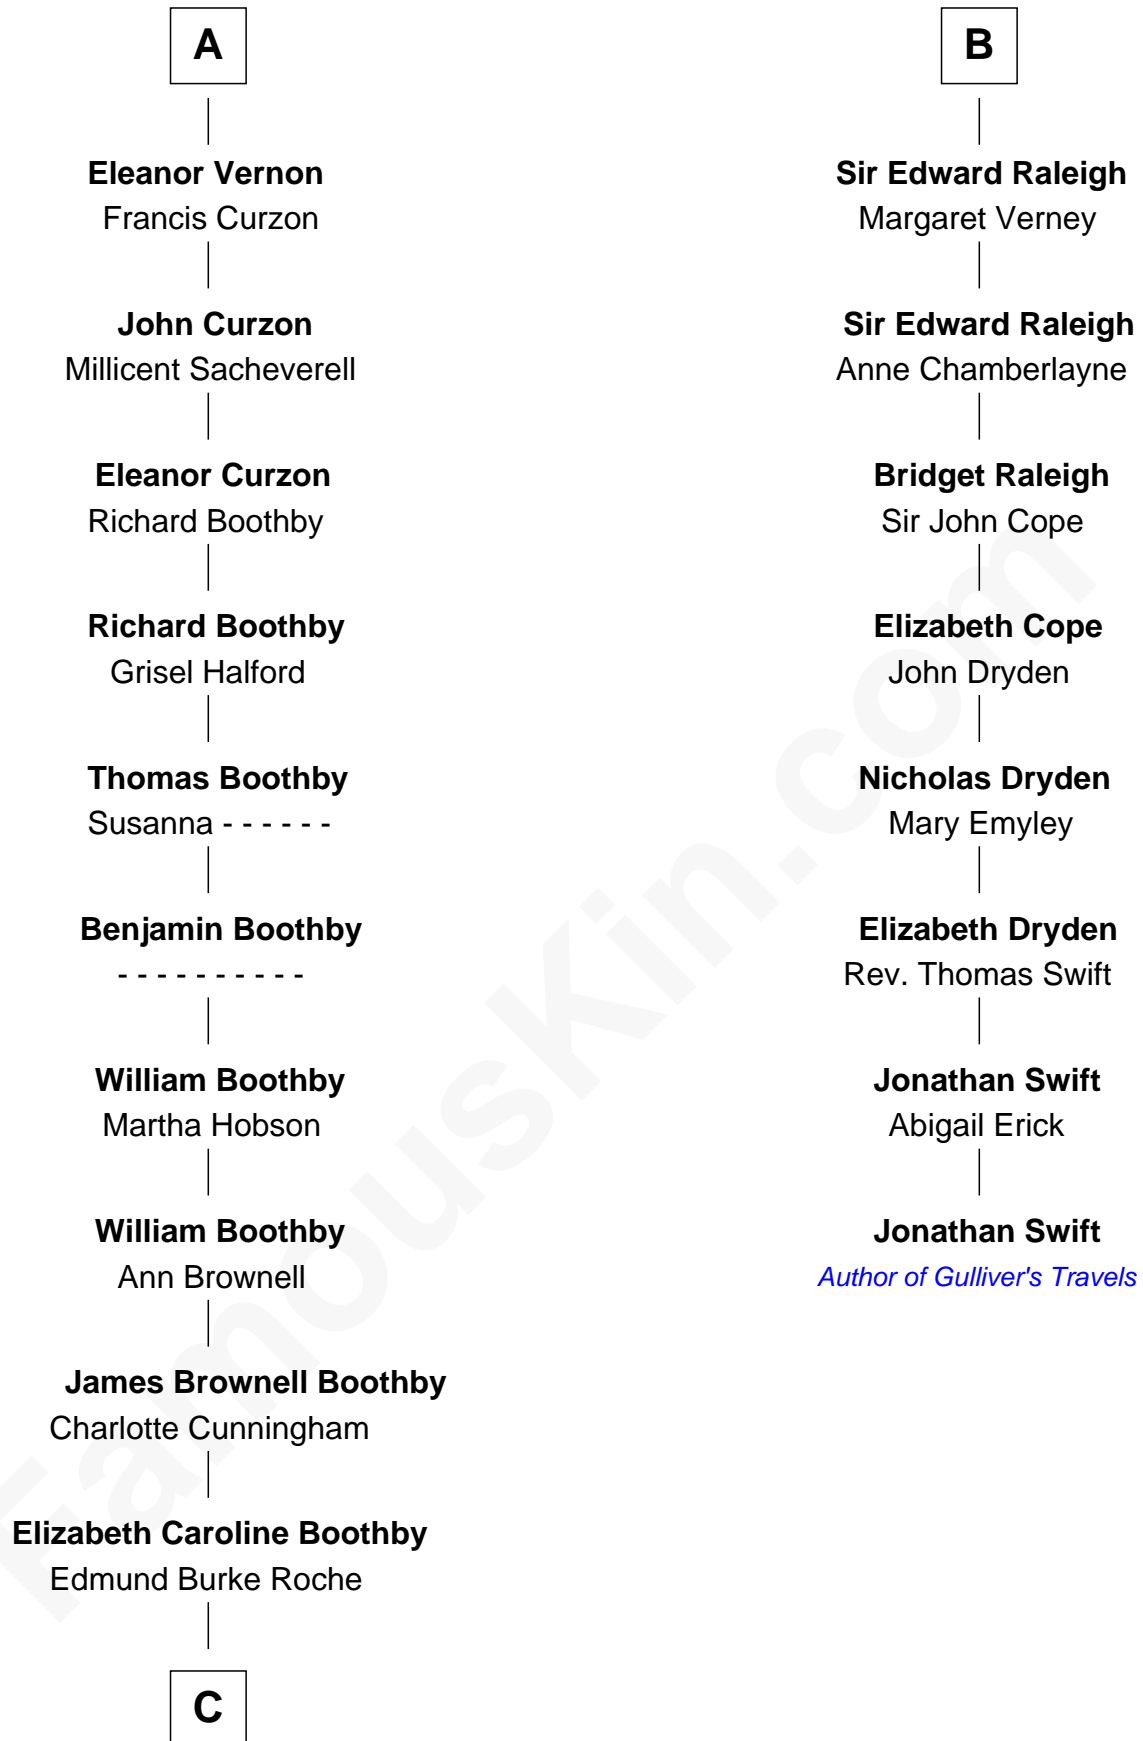 A
Eleanor Vernon
Francis Curzon
John Curzon
Millicent Sacheverell
Eleanor Curzon
Richard Boothby
Richard Boothby
Grisel Halford
Thomas Boothby
Susanna - - - - - -
Benjamin Boothby
- - - - - - - - - -
William Boothby
Martha Hobson
William Boothby
Ann Brownell
James Brownell Boothby
Charlotte Cunningham
Elizabeth Caroline Boothby
Edmund Burke Roche
C
B
Sir Edward Raleigh
Margaret Verney
Sir Edward Raleigh
Anne Chamberlayne
Bridget Raleigh
Sir John Cope
Elizabeth Cope
John Dryden
Nicholas Dryden
Mary Emyley
Elizabeth Dryden
Rev. Thomas Swift
Jonathan Swift
Abigail Erick
Jonathan Swift
Author of Gulliver's Travels
FamousKin.com